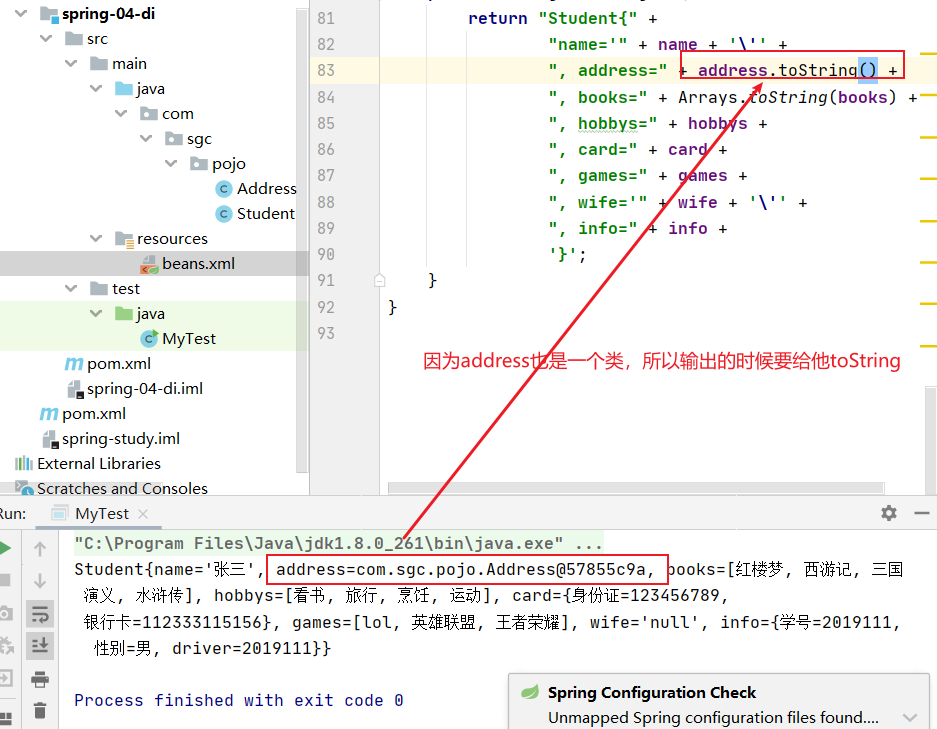 spring-04-di
src
main
java
com
sgc
pojo
Address
Student
resources
beans.xml
test
java
MyTest
pom.xml
spring-04-di.iml
pom.xml
spring-study.iml
External Libraries
Scratches and Consoles
81 return "Student{" +
82 "name='" + name + '\'' +
83 ", address=" + address.toString() +
84 ", books=" + Arrays.toString(books) +
85 ", hobbys=" + hobbys +
86 ", card=" + card +
87 ", games=" + games +
88 ", wife='" + wife + '\'' +
89 ", info=" + info +
90 '}';
91 }
92 }
93
因为address也是一个类，所以输出的时候要给他toString
Run: MyTest
"C:\Program Files\Java\jdk1.8.0_261\bin\java.exe" ...
Student{name='张三', address=com.sgc.pojo.Address@57855c9a, books=[红楼梦, 西游记, 三国
演义, 水浒传], hobbys=[看书, 旅行, 烹饪, 运动], card={身份证=123456789,
银行卡=112333115156}, games=[lol, 英雄联盟, 王者荣耀], wife='null', info={学号=2019111,
性别=男, driver=2019111}}
Process finished with exit code 0
Spring Configuration Check
Unmapped Spring configuration files found....